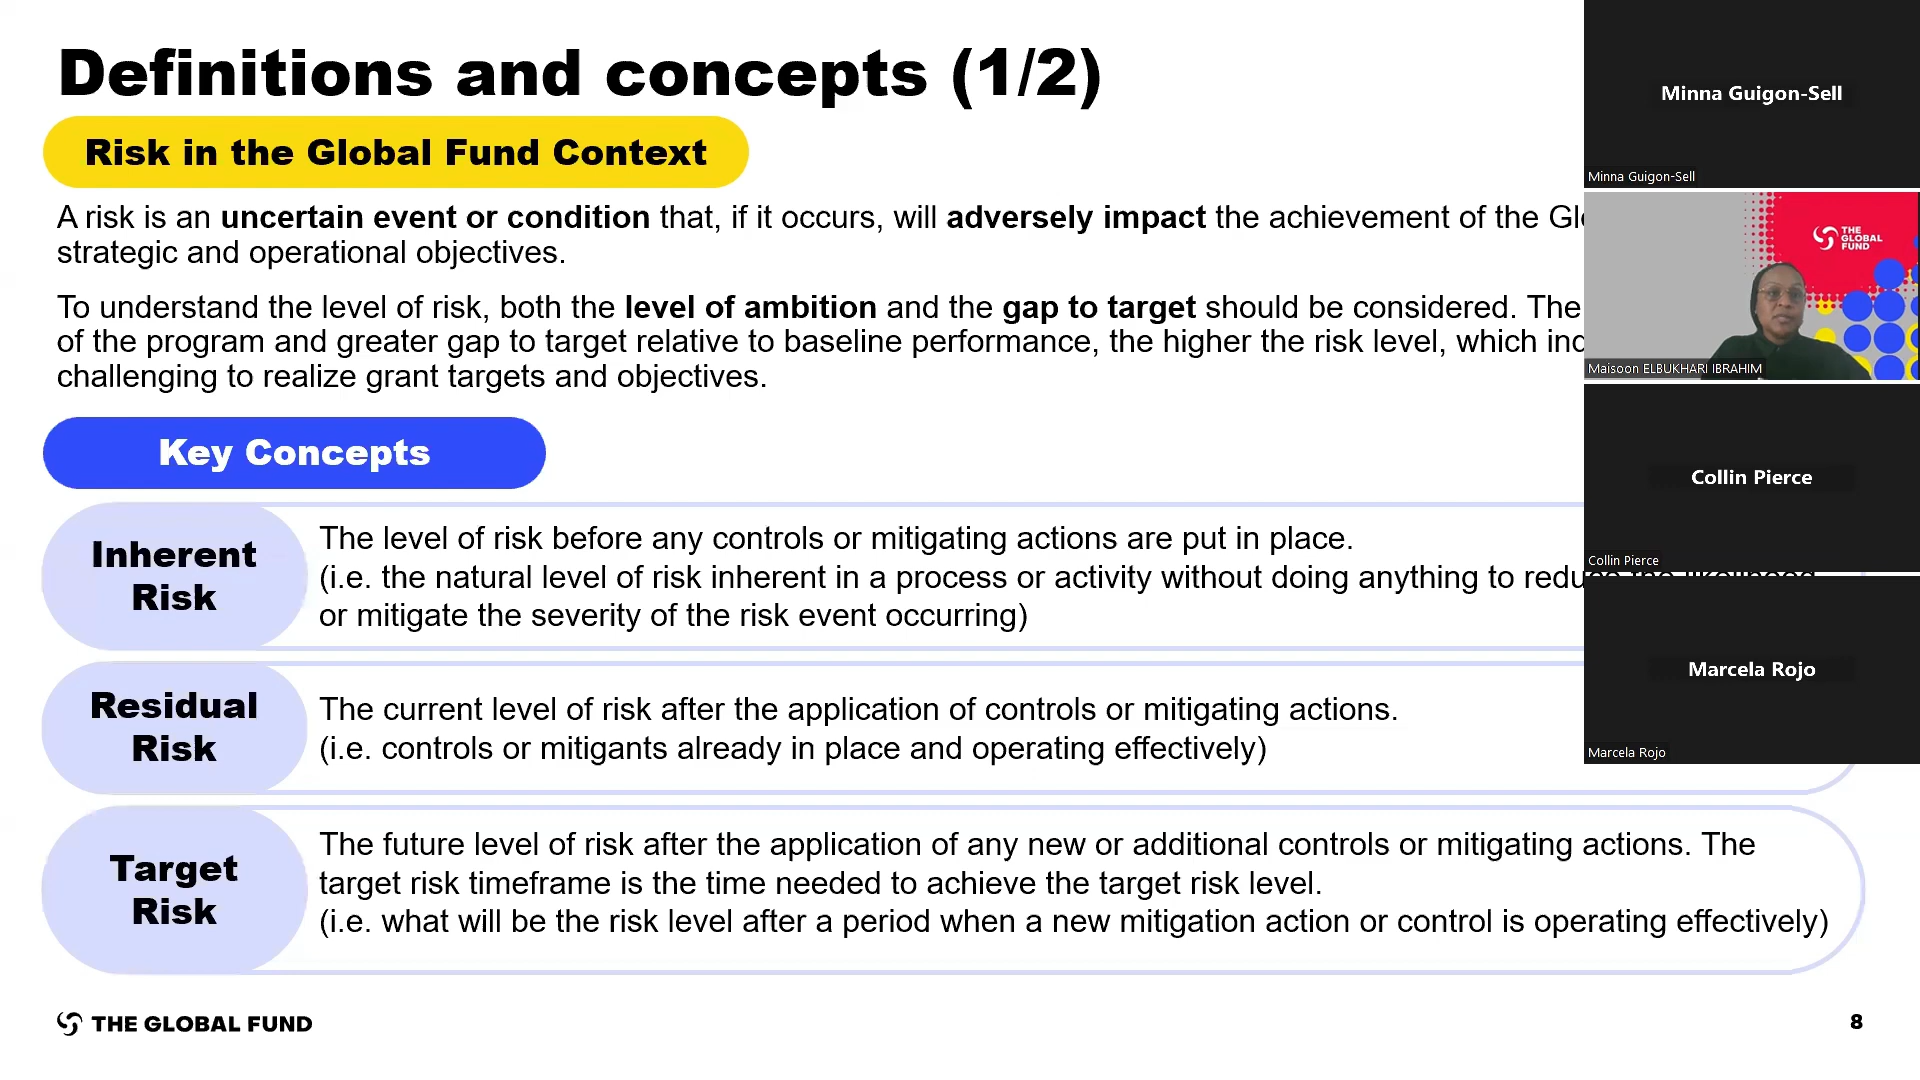 Definitions and concepts (1/2)
Risk in the Global Fund Context
A risk is an uncertain event or condition that, if it occurs, will adversely impact the achievement of the
strategic and operational objectives.
To understand the level of risk, both the level of ambition and the gap to target should be considered. The
of the program and greater gap to target relative to baseline performance, the higher the risk level, which
challenging to realize grant targets and objectives.
Key Concepts
Inherent
Risk
The level of risk before any controls or mitigating actions are put in place.
(i.e. the natural level of risk inherent in a process or activity without doing anything to reduce the likelihood
or mitigate the severity of the risk event occurring)
Residual
Risk
The current level of risk after the application of controls or mitigating actions.
(i.e. controls or mitigants already in place and operating effectively)
Target
Risk
The future level of risk after the application of any new or additional controls or mitigating actions. The
target risk timeframe is the time needed to achieve the target risk level.
(i.e. what will be the risk level after a period when a new mitigation action or control is operating effectively)
THE GLOBAL FUND
8
Minna Guigon-Sell
Minna Guigon-Sell
THE
GLOBAL
FUND
Maisoon ELBUKHARI IBRAHIM
Collin Pierce
Collin Pierce
Marcela Rojo
Marcela Rojo